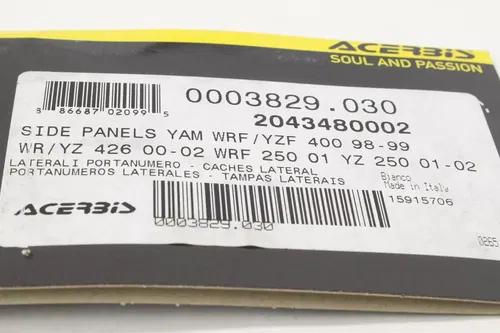 ACERBIS
SOUL AND PASSION
8 86687 02099 5
0003829.030
2043480002
SIDE PANELS YAM WRF/YZF 400 98-99
WR/YZ 426 00-02 WRF 250 01 YZ 250 01-02
LATERALI PORTANUMERO - CACHES LATERAL
PORTANUMEROS LATERALES - TAMPAS LATERAIS
Bianco
Made in Italy
15915706
ACERBIS
0003829.030
0265